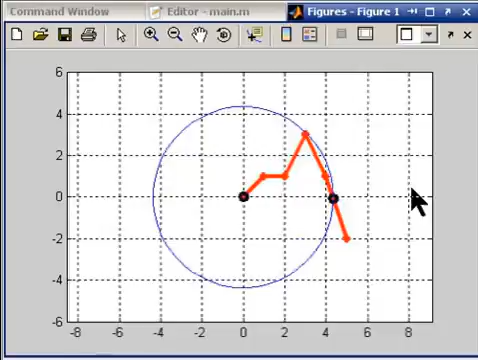 Command Window
Editor - main.m
Figures - Figure 1
6
4
2
0
-2
-4
-6
-8 -6 -4 -2 0 2 4 6 8